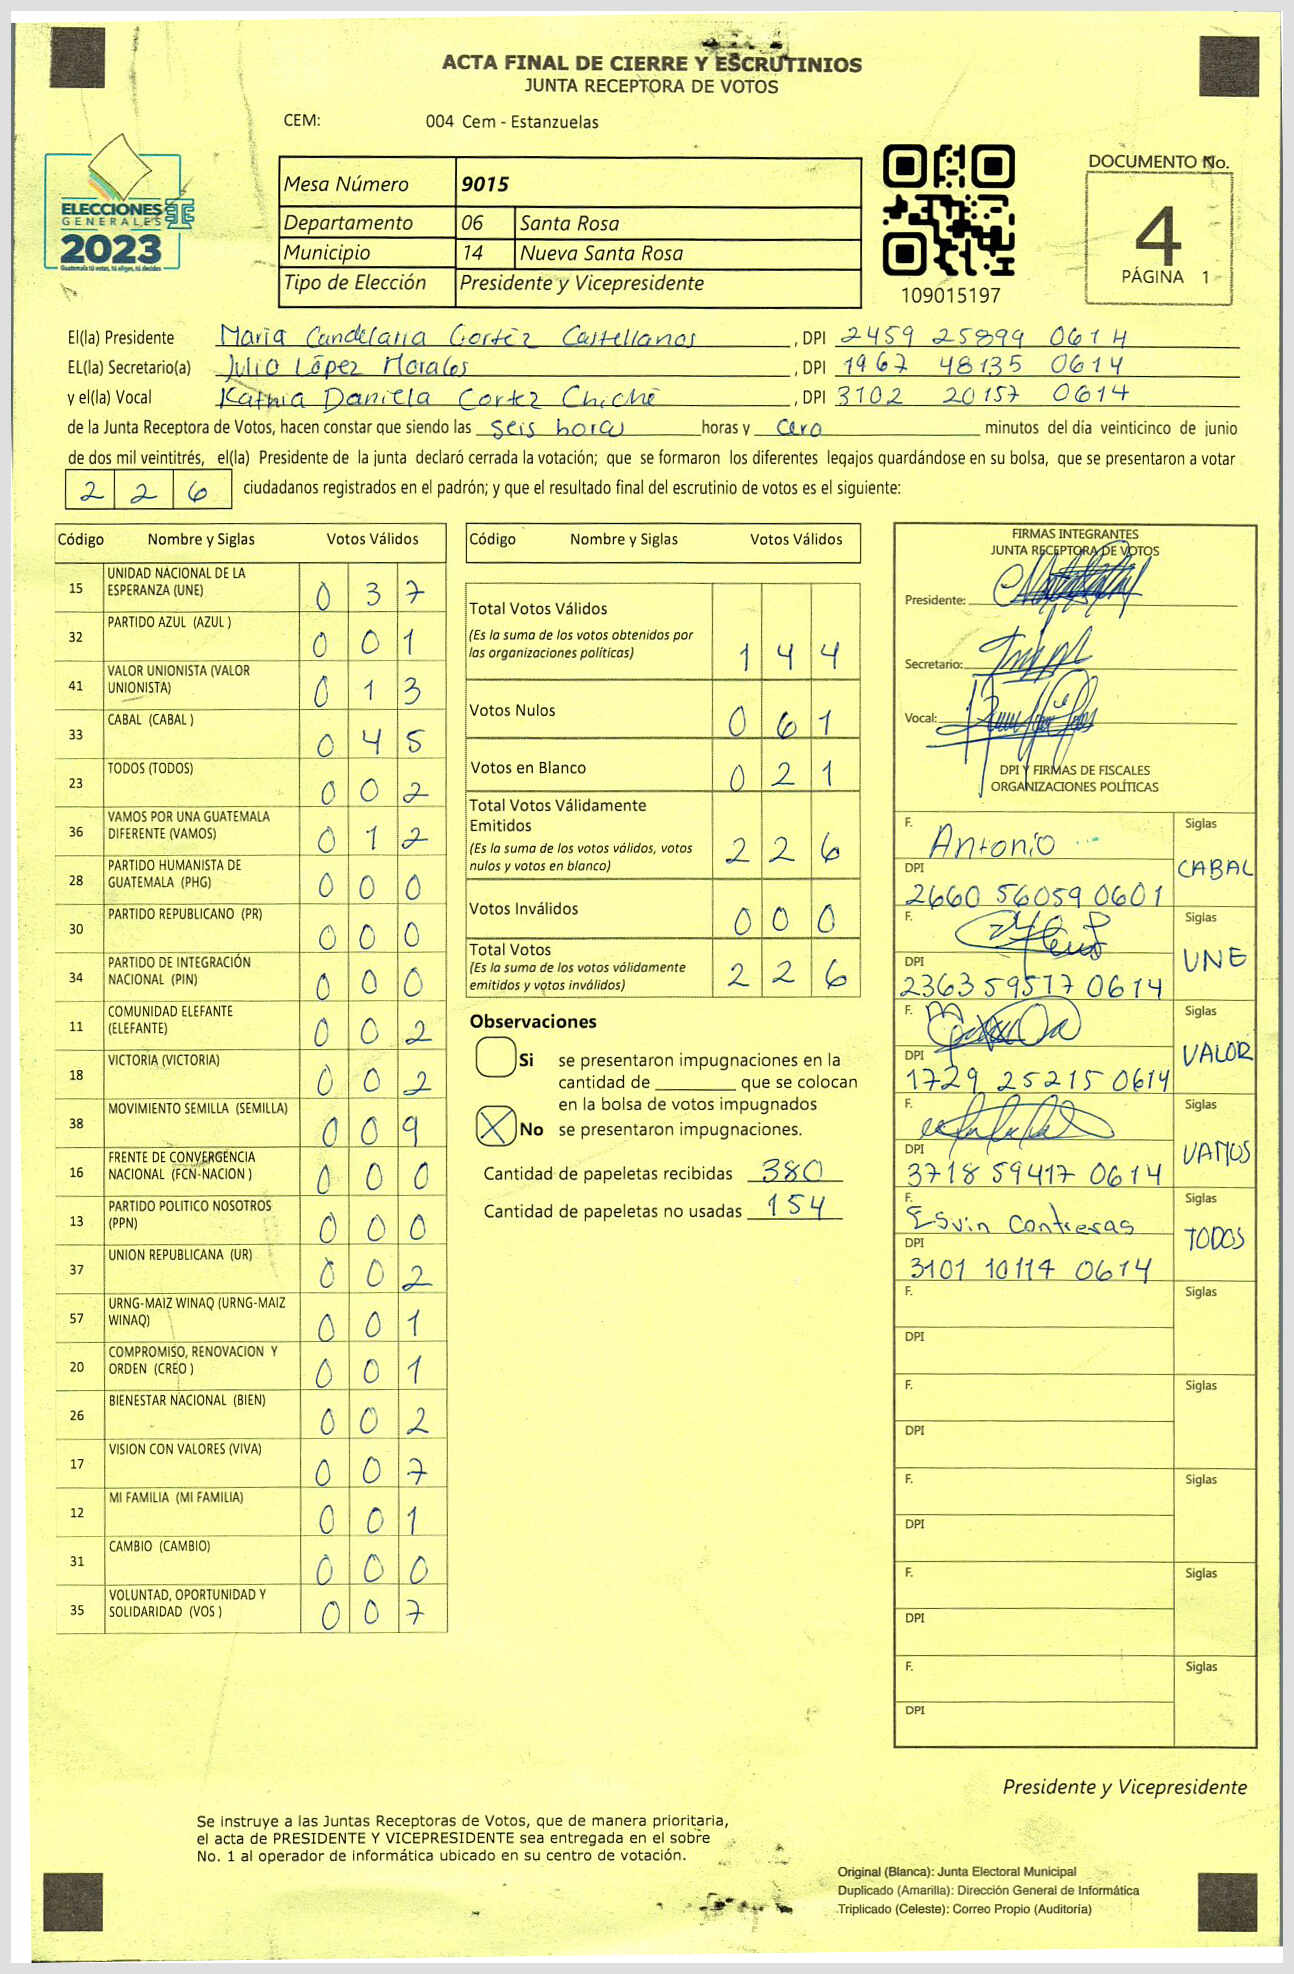 ACTA FINAL DE CIERRE Y ESCRUTINIOS
JUNTA RECEPTORA DE VOTOS
CEM: 004 Cem - Estanzuelas
ELECCIONES
GENERALES
2023
Guatemala tú votas, tú eliges, tú decides
Mesa Número 9015
Departamento 06 Santa Rosa
Municipio 14 Nueva Santa Rosa
Tipo de Elección Presidente y Vicepresidente
109015197
DOCUMENTO No.
4
PÁGINA 1
El(la) Presidente Maria Candelaria Cortéz Castellanos , DPI 2459 25899 0614
EL(la) Secretario(a) Julio López Morales , DPI 1967 48135 0614
y el(la) Vocal Daniela Cortez Chiché , DPI 3102 20157 0614
de la Junta Receptora de Votos, hacen constar que siendo las seis horas horas y cero minutos del día veinticinco de junio
de dos mil veintitrés, el(la) Presidente de la junta declaró cerrada la votación; que se formaron los diferentes legajos guardándose en su bolsa, que se presentaron a votar
2 2 6 ciudadanos registrados en el padrón; y que el resultado final del escrutinio de votos es el siguiente:
Código Nombre y Siglas Votos Válidos
15 UNIDAD NACIONAL DE LA ESPERANZA (UNE) 0 3 7
32 PARTIDO AZUL (AZUL ) 0 0 1
41 VALOR UNIONISTA (VALOR UNIONISTA) 0 1 3
33 CABAL (CABAL ) 0 4 5
23 TODOS (TODOS) 0 0 2
36 VAMOS POR UNA GUATEMALA DIFERENTE (VAMOS) 0 1 2
28 PARTIDO HUMANISTA DE GUATEMALA (PHG) 0 0 0
30 PARTIDO REPUBLICANO (PR) 0 0 0
34 PARTIDO DE INTEGRACIÓN NACIONAL (PIN) 0 0 0
11 COMUNIDAD ELEFANTE (ELEFANTE) 0 0 2
18 VICTORIA (VICTORIA) 0 0 2
38 MOVIMIENTO SEMILLA (SEMILLA) 0 0 9
16 FRENTE DE CONVERGENCIA NACIONAL (FCN-NACION ) 0 0 0
13 PARTIDO POLITICO NOSOTROS (PPN) 0 0 0
37 UNION REPUBLICANA (UR) 0 0 2
57 URNG-MAIZ WINAQ (URNG-MAIZ WINAQ) 0 0 1
20 COMPROMISO, RENOVACION Y ORDEN (CREO ) 0 0 1
26 BIENESTAR NACIONAL (BIEN) 0 0 2
17 VISION CON VALORES (VIVA) 0 0 7
12 MI FAMILIA (MI FAMILIA) 0 0 1
31 CAMBIO (CAMBIO) 0 0 0
35 VOLUNTAD, OPORTUNIDAD Y SOLIDARIDAD (VOS ) 0 0 7
Código Nombre y Siglas Votos Válidos
Total Votos Válidos
(Es la suma de los votos obtenidos por
las organizaciones políticas) 1 4 4
Votos Nulos 0 6 1
Votos en Blanco 0 2 1
Total Votos Válidamente
Emitidos
(Es la suma de los votos válidos, votos
nulos y votos en blanco) 2 2 6
Votos Inválidos 0 0 0
Total Votos
(Es la suma de los votos válidamente
emitidos y votos inválidos) 2 2 6
Observaciones
Si se presentaron impugnaciones en la
cantidad de ________ que se colocan
en la bolsa de votos impugnados
X No se presentaron impugnaciones.
Cantidad de papeletas recibidas 380
Cantidad de papeletas no usadas 154
FIRMAS INTEGRANTES
JUNTA RECEPTORA DE VOTOS
Presidente:
Secretario:
Vocal:
DPI Y FIRMAS DE FISCALES
ORGANIZACIONES POLÍTICAS
F. Antonio Siglas
DPI CABAL
2660 56059 0601
F. Siglas
DPI UNE
2363 59517 0614
F. Siglas
DPI VALOR
1729 25215 0614
F. Siglas
DPI VAMOS
3718 59417 0614
F. Esvin Contreras Siglas
DPI TODOS
3101 10114 0614
F. Siglas
DPI
F. Siglas
DPI
F. Siglas
DPI
F. Siglas
DPI
F. Siglas
DPI
Presidente y Vicepresidente
Se instruye a las Juntas Receptoras de Votos, que de manera prioritaria,
el acta de PRESIDENTE Y VICEPRESIDENTE sea entregada en el sobre
No. 1 al operador de informática ubicado en su centro de votación.
Original (Blanca): Junta Electoral Municipal
Duplicado (Amarilla): Dirección General de Informática
Triplicado (Celeste): Correo Propio (Auditoría)